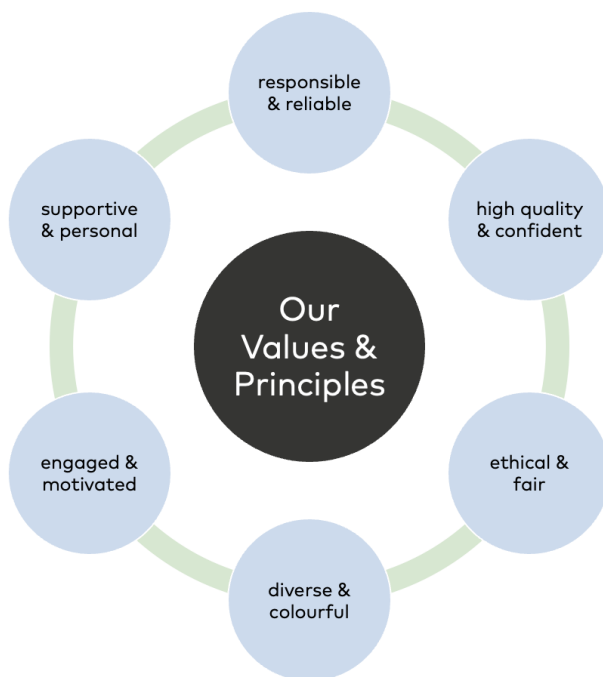 responsible
& reliable
high quality
& confident
ethical &
fair
diverse &
colourful
engaged &
motivated
supportive
& personal
Our
Values &
Principles